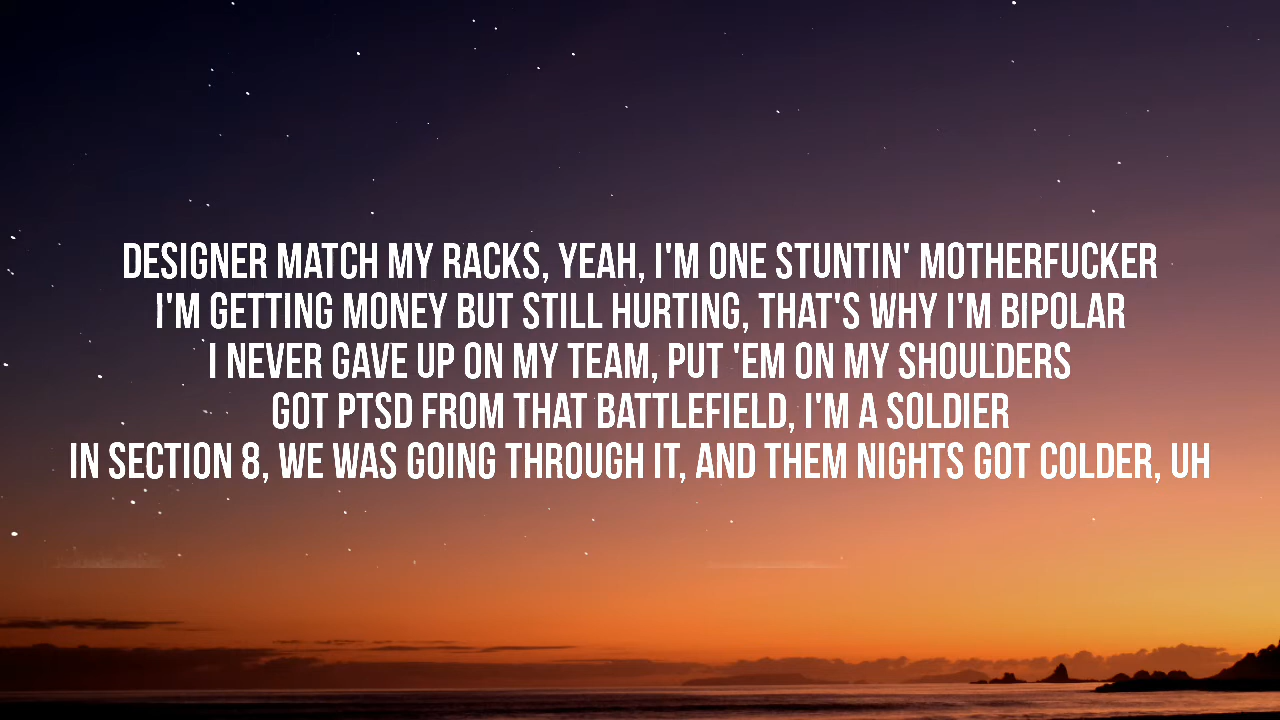 DESIGNER MATCH MY RACKS, YEAH, I'M ONE STUNTIN' MOTHERFUCKER
I'M GETTING MONEY BUT STILL HURTING, THAT'S WHY I'M BIPOLAR
I NEVER GAVE UP ON MY TEAM, PUT 'EM ON MY SHOULDERS
GOT PTSD FROM THAT BATTLEFIELD, I'M A SOLDIER
IN SECTION 8, WE WAS GOING THROUGH IT, AND THEM NIGHTS GOT COLDER, UH